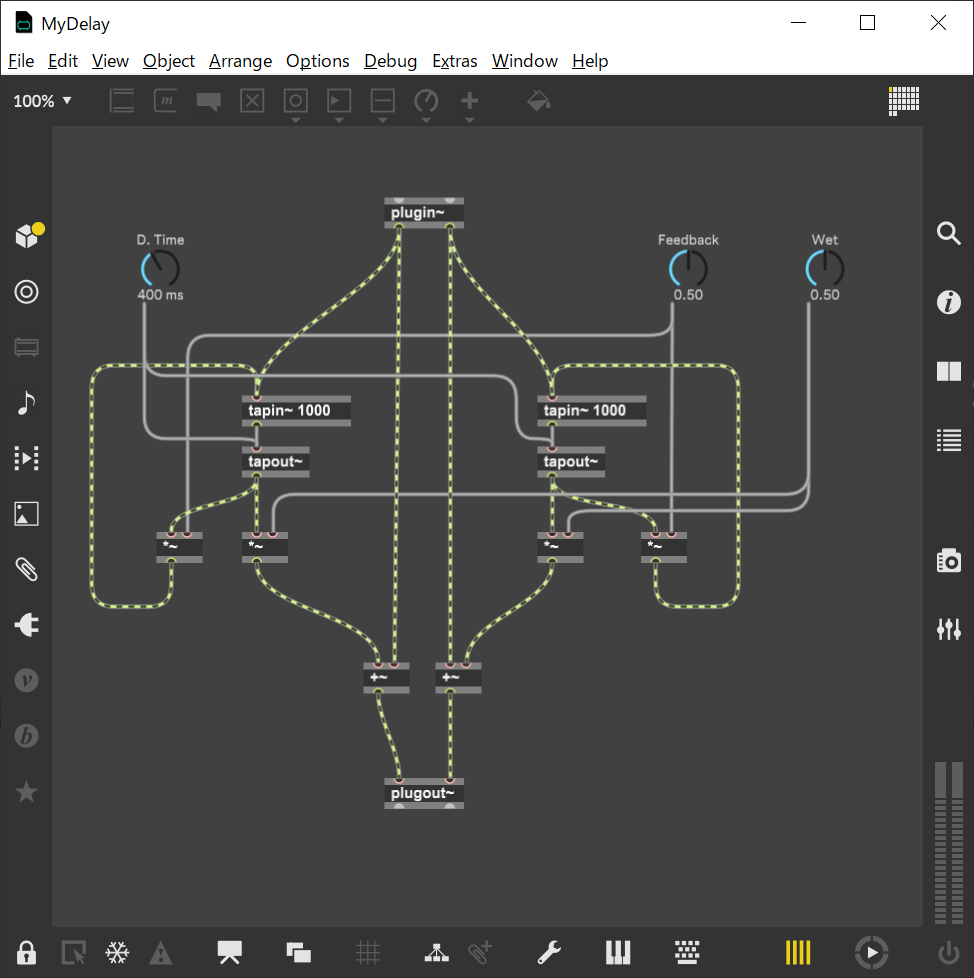 MyDelay
File Edit View Object Arrange Options Debug Extras Window Help
100%
m
plugin~
D. Time
400 ms
Feedback
0.50
Wet
0.50
tapin~ 1000
tapin~ 1000
tapout~
tapout~
*~
*~
*~
*~
+~
+~
plugout~
i
v
b